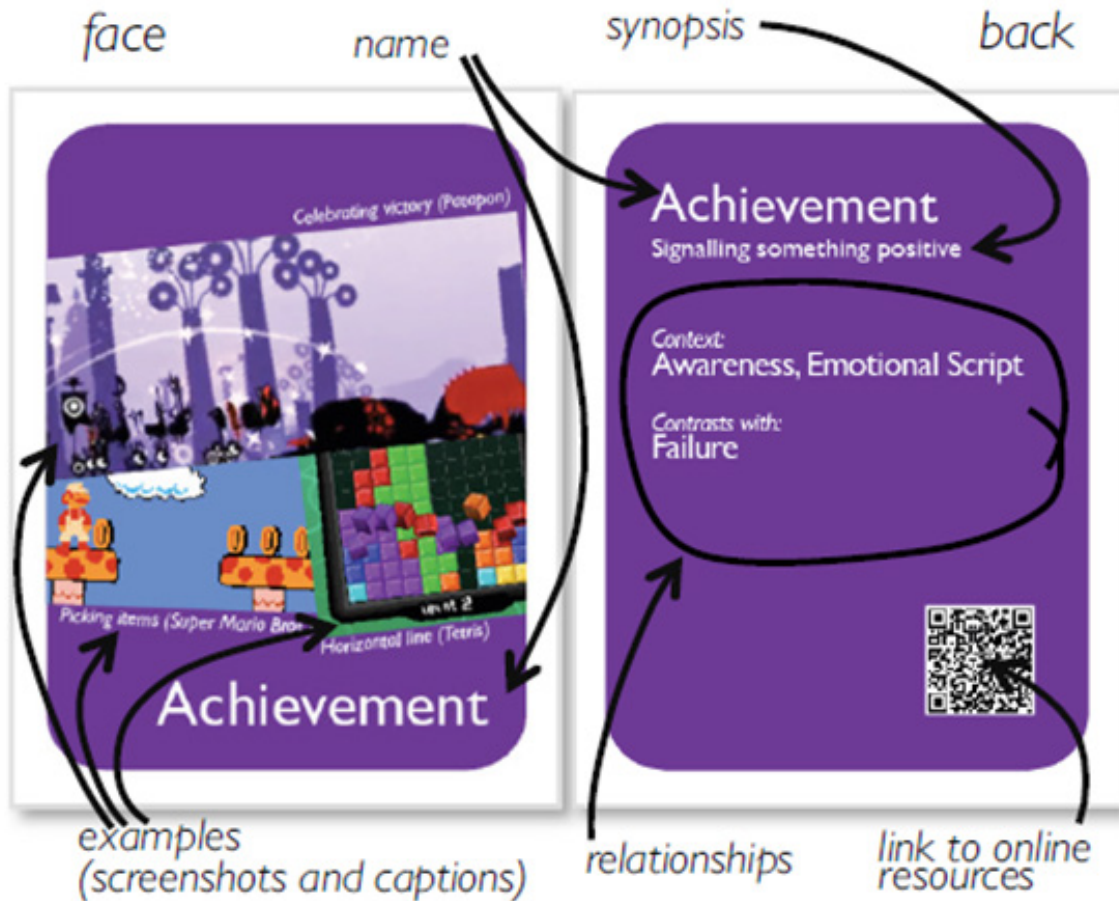 face
name
synopsis
back
Celebrating victory (Patapon)
Picking items (Super Mario Bro
Horizontal line (Tetris)
Achievement
Achievement
Signalling something positive
Context:
Awareness, Emotional Script
Contrasts with:
Failure
examples
(screenshots and captions)
relationships
link to online
resources